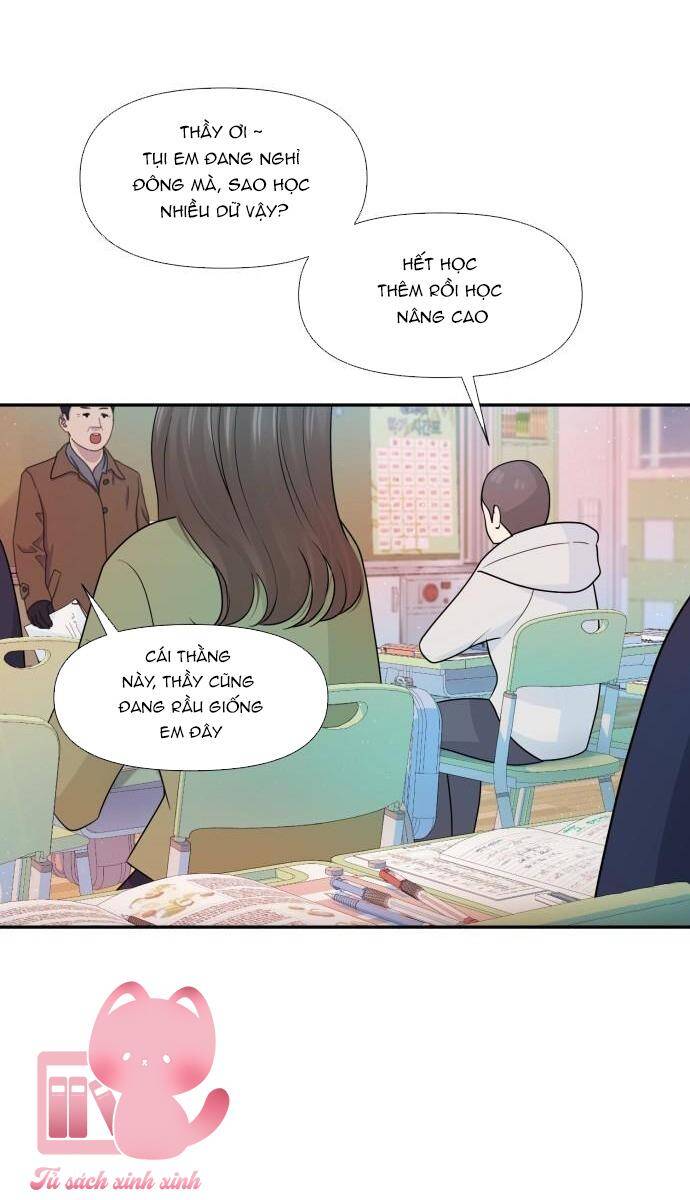 THẦY ƠI ~
TỤI EM ĐANG NGHỈ
ĐÔNG MÀ, SAO HỌC
NHIỀU DỮ VẬY?
HẾT HỌC
THÊM RỒI HỌC
NÂNG CAO
CÁI THẰNG
NÀY, THẦY CŨNG
ĐANG RẦU GIỐNG
EM ĐÂY
Tủ sách xinh xinh